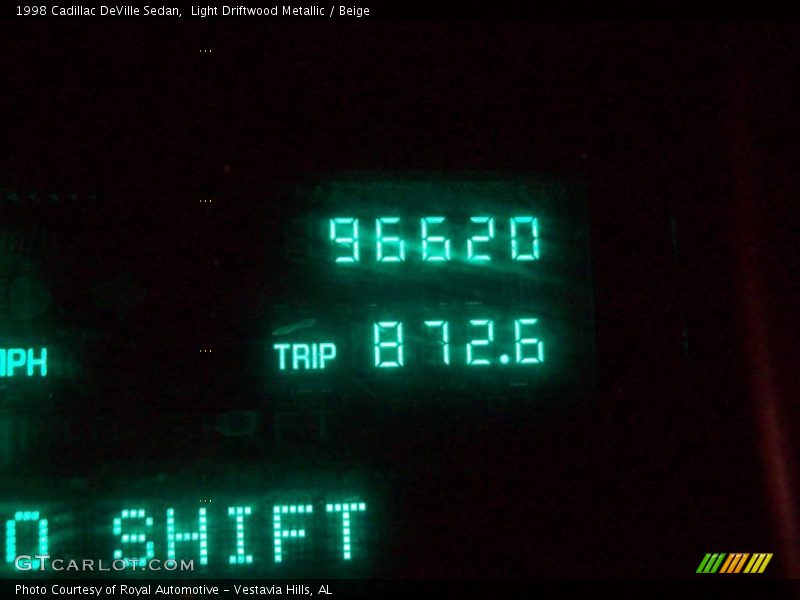 1998 Cadillac DeVille Sedan,  Light Driftwood Metallic / Beige
96620
TRIP 872.6
MPH
SHIFT
GTCARLOT.COM
Photo Courtesy of Royal Automotive – Vestavia Hills, AL